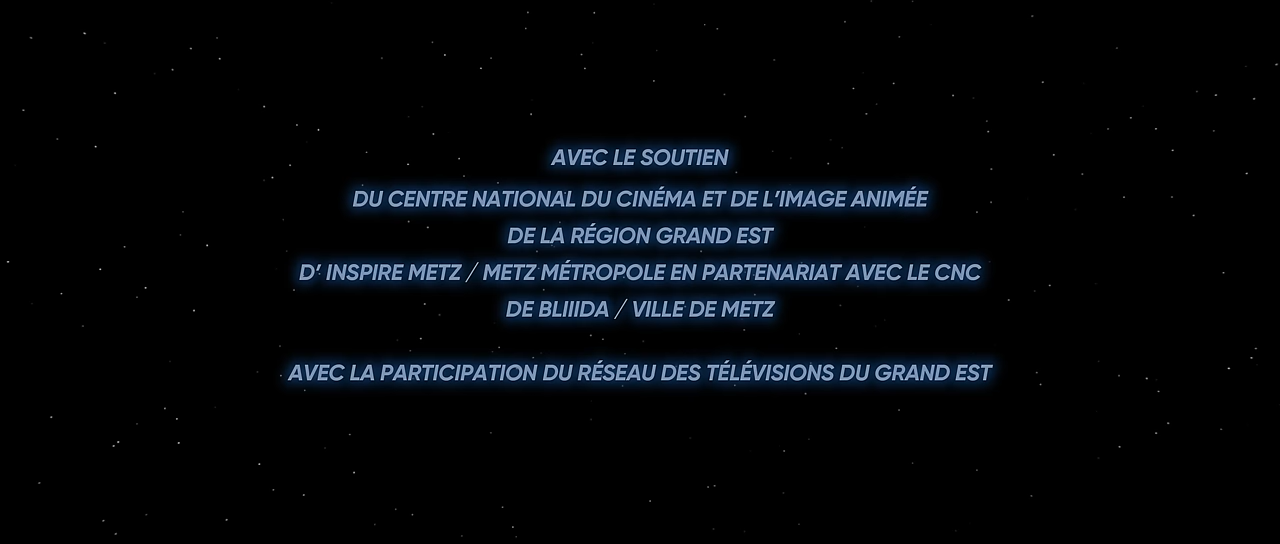 AVEC LE SOUTIEN
DU CENTRE NATIONAL DU CINÉMA ET DE L’IMAGE ANIMÉE
DE LA RÉGION GRAND EST
D’ INSPIRE METZ / METZ MÉTROPOLE EN PARTENARIAT AVEC LE CNC
DE BLIIIDA / VILLE DE METZ
AVEC LA PARTICIPATION DU RÉSEAU DES TÉLÉVISIONS DU GRAND EST